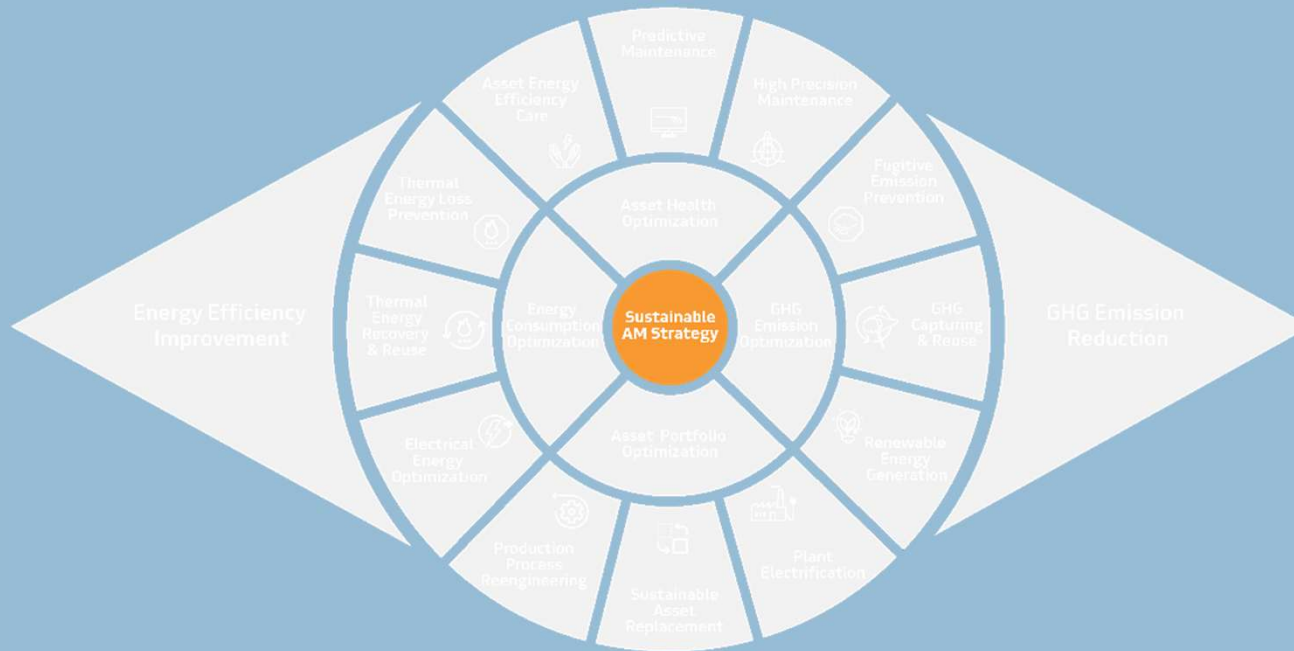 Predictive
Maintenance
Asset Energy
Efficiency
Care
High Precision
Maintenance
Thermal
Energy Loss
Prevention
Fugitive
Emission
Prevention
Asset Health
Optimization
Energy Efficiency
Improvement
Thermal
Energy
Recovery
& Reuse
Energy
Consumption
Optimization
Sustainable
AM Strategy
GHG
Emission
Optimization
GHG
Capturing
& Reuse
GHG Emission
Reduction
Electrical
Energy
Optimization
Asset Portfolio
Optimization
Renewable
Energy
Generation
Production
Process
Reengineering
Sustainable
Asset
Replacement
Plant
Electrification